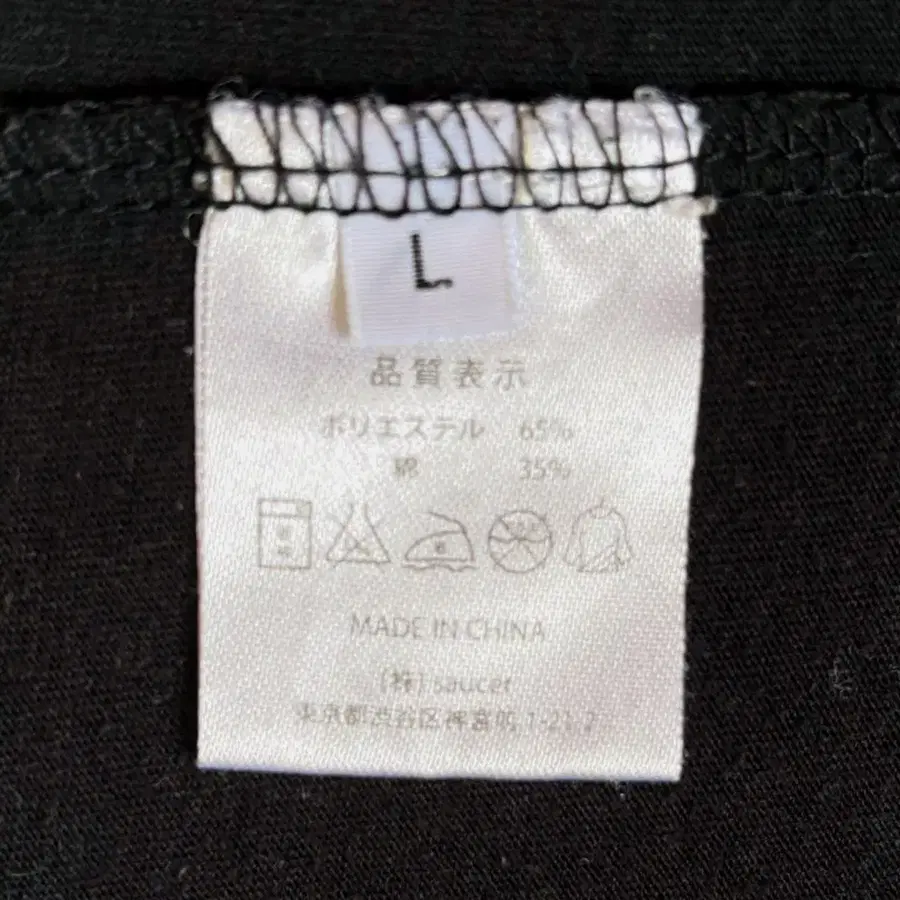 L
品質表示
ポリエステル 65%
綿 35%
MADE IN CHINA
(株) saucer
東京都渋谷区神宮前 1-21-2